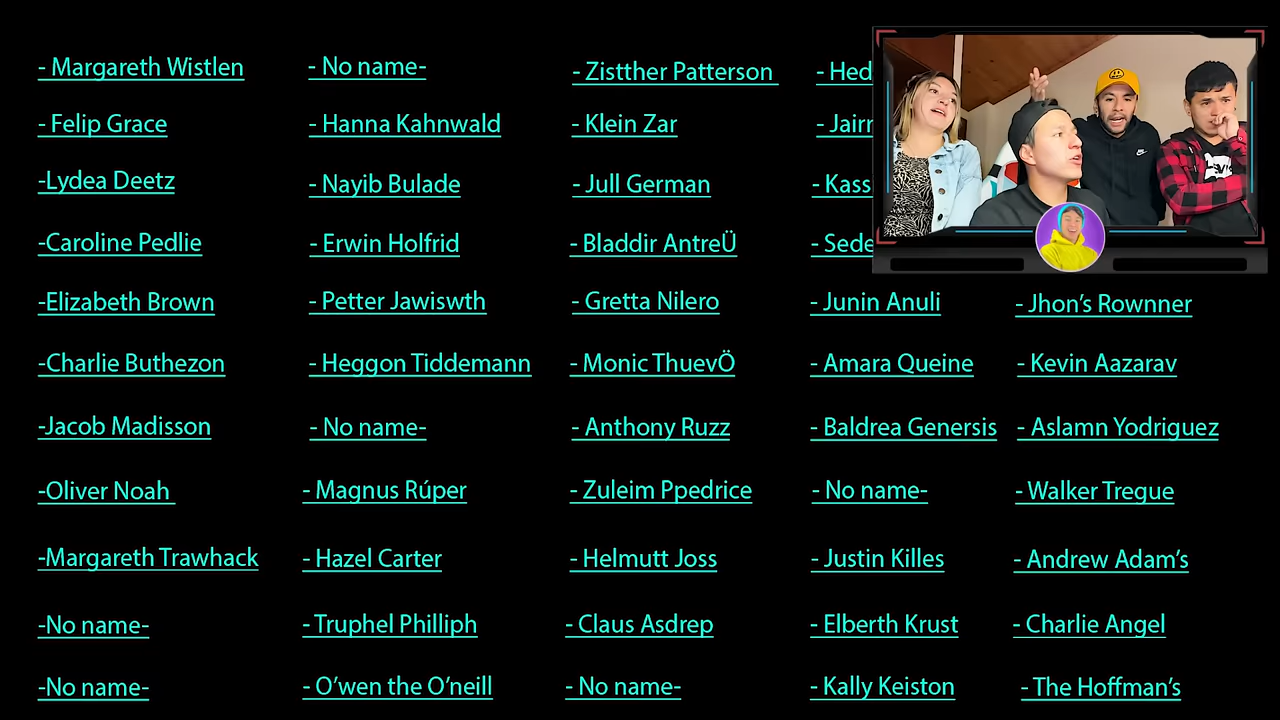 - Margareth Wistlen
- Felip Grace
-Lydea Deetz
-Caroline Pedlie
-Elizabeth Brown
-Charlie Buthezon
-Jacob Madisson
-Oliver Noah
-Margareth Trawhack
-No name-
-No name-
- No name-
- Hanna Kahnwald
- Nayib Bulade
- Erwin Holfrid
- Petter Jawiswth
- Heggon Tiddemann
- No name-
- Magnus Rúper
- Hazel Carter
- Truphel Philliph
- O'wen the O'neill
- Zistther Patterson
- Klein Zar
- Jull German
- Bladdir AntreÜ
- Gretta Nilero
- Monic ThuevÖ
- Anthony Ruzz
- Zuleim Ppedrice
- Helmutt Joss
- Claus Asdrep
- No name-
- Hed
- Jairr
- Kass
- Sede
- Junin Anuli
- Amara Queine
- Baldrea Genersis
- No name-
- Justin Killes
- Elberth Krust
- Kally Keiston
- Jhon's Rownner
- Kevin Aazarav
- Aslamn Yodriguez
- Walker Tregue
- Andrew Adam's
- Charlie Angel
- The Hoffman's